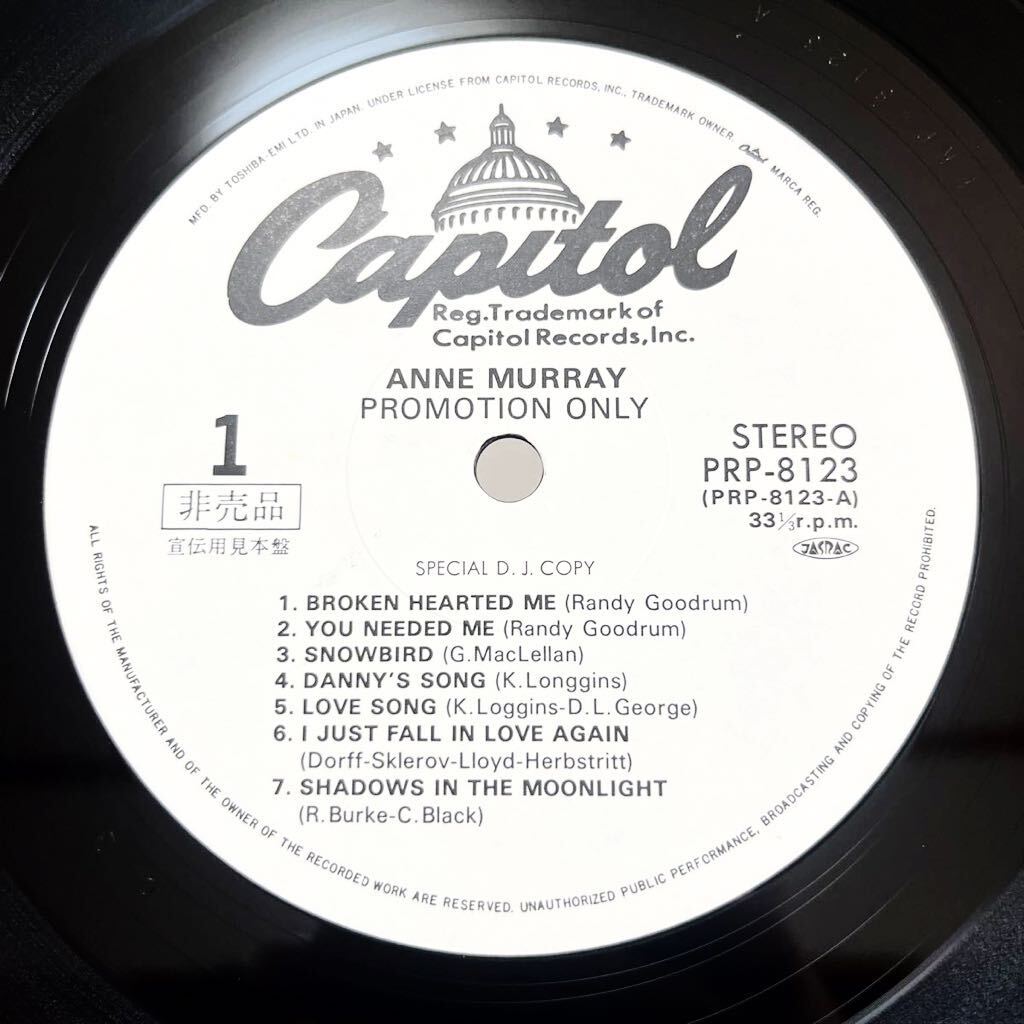 MFD. BY TOSHIBA-EMI LTD. IN JAPAN. UNDER LICENSE FROM CAPITOL RECORDS, INC., TRADEMARK OWNER. Capitol MARCA REG.
Capitol
Reg.Trademark of
Capitol Records,Inc.
ANNE MURRAY
PROMOTION ONLY
1
非売品
宣伝用見本盤
STEREO
PRP-8123
(PRP-8123-A)
33⅓r.p.m.
JASRAC
SPECIAL D. J. COPY
1. BROKEN HEARTED ME (Randy Goodrum)
2. YOU NEEDED ME (Randy Goodrum)
3. SNOWBIRD (G.MacLellan)
4. DANNY'S SONG (K.Longgins)
5. LOVE SONG (K.Loggins-D.L.George)
6. I JUST FALL IN LOVE AGAIN
(Dorff-Sklerov-Lloyd-Herbstritt)
7. SHADOWS IN THE MOONLIGHT
(R.Burke-C.Black)
ALL RIGHTS OF THE MANUFACTURER AND OF THE OWNER OF THE RECORDED WORK ARE RESERVED. UNAUTHORIZED PUBLIC PERFORMANCE, BROADCASTING AND COPYING OF THE RECORD PROHIBITED.